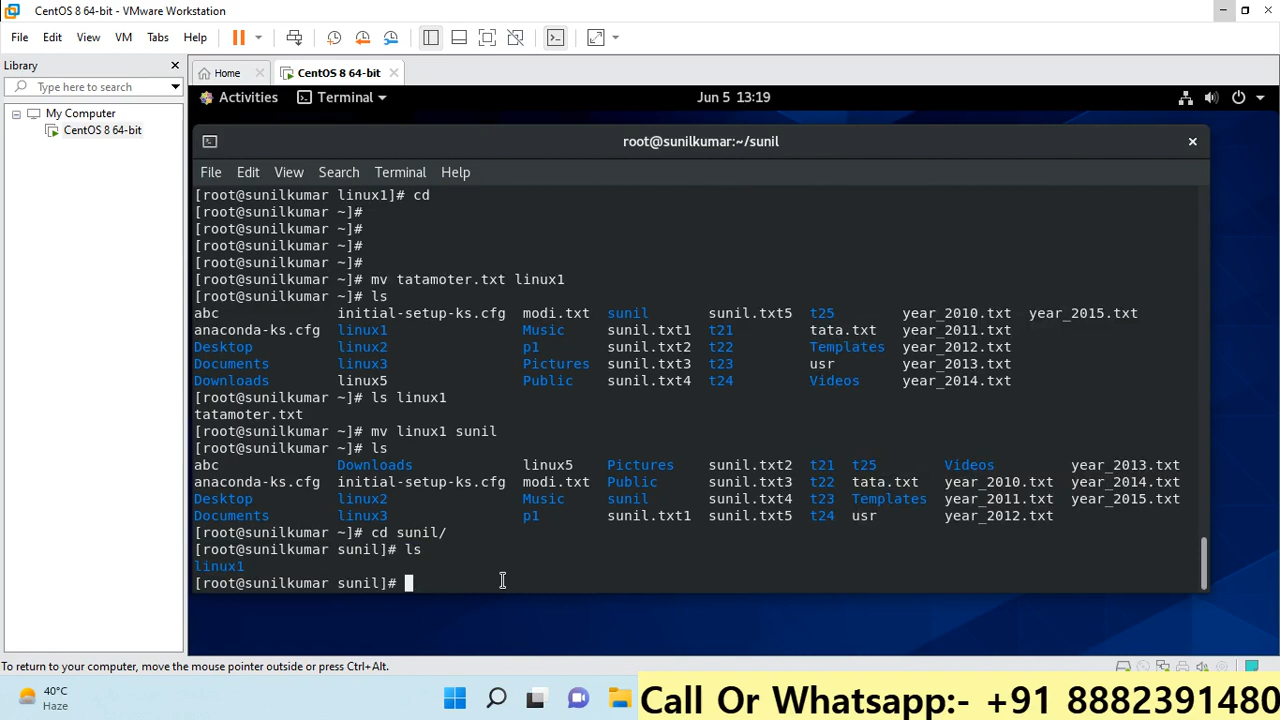 CentOS 8 64-bit - VMware Workstation
File Edit View VM Tabs Help
Library
Type here to search
My Computer
CentOS 8 64-bit
Home CentOS 8 64-bit
Activities Terminal Jun 5 13:19
root@sunilkumar:~/sunil
File Edit View Search Terminal Help
[root@sunilkumar linux1]# cd
[root@sunilkumar ~]#
[root@sunilkumar ~]#
[root@sunilkumar ~]#
[root@sunilkumar ~]#
[root@sunilkumar ~]# mv tatamoter.txt linux1
[root@sunilkumar ~]# ls
abc initial-setup-ks.cfg modi.txt sunil sunil.txt5 t25 year_2010.txt year_2015.txt
anaconda-ks.cfg linux1 Music sunil.txt1 t21 tata.txt year_2011.txt
Desktop linux2 p1 sunil.txt2 t22 Templates year_2012.txt
Documents linux3 Pictures sunil.txt3 t23 usr year_2013.txt
Downloads linux5 Public sunil.txt4 t24 Videos year_2014.txt
[root@sunilkumar ~]# ls linux1
tatamoter.txt
[root@sunilkumar ~]# mv linux1 sunil
[root@sunilkumar ~]# ls
abc Downloads linux5 Pictures sunil.txt2 t21 t25 Videos year_2013.txt
anaconda-ks.cfg initial-setup-ks.cfg modi.txt Public sunil.txt3 t22 tata.txt year_2010.txt year_2014.txt
Desktop linux2 Music sunil sunil.txt4 t23 Templates year_2011.txt year_2015.txt
Documents linux3 p1 sunil.txt1 sunil.txt5 t24 usr year_2012.txt
[root@sunilkumar ~]# cd sunil/
[root@sunilkumar sunil]# ls
linux1
[root@sunilkumar sunil]#
To return to your computer, move the mouse pointer outside or press Ctrl+Alt.
40°C
Haze
Call Or Whatsapp:- +91 8882391480